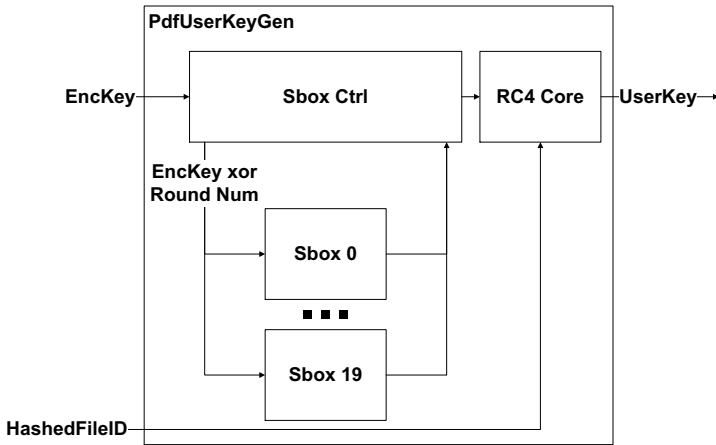 PdfUserKeyGen
EncKey
Sbox Ctrl
RC4 Core
UserKey
EncKey xor
Round Num
Sbox 0
Sbox 19
HashedFileID